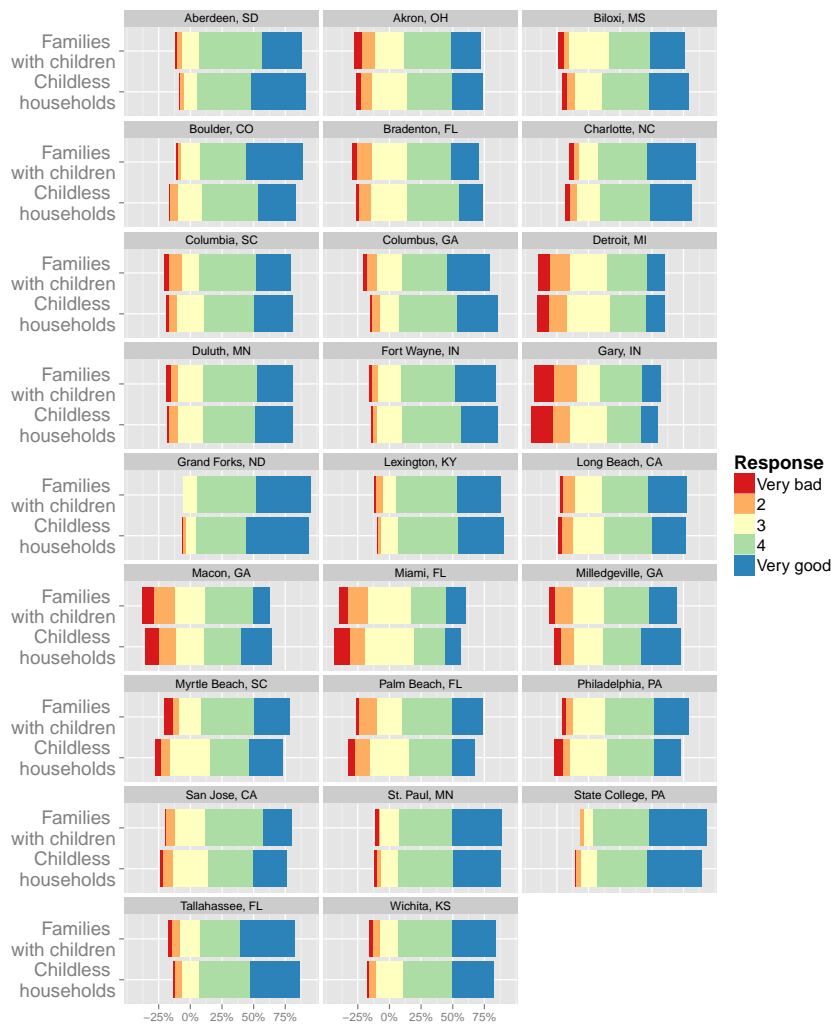 Aberdeen, SD Akron, OH Biloxi, MS
Families
with children
Childless
households
Boulder, CO Bradenton, FL Charlotte, NC
Families
with children
Childless
households
Columbia, SC Columbus, GA Detroit, MI
Families
with children
Childless
households
Duluth, MN Fort Wayne, IN Gary, IN
Families
with children
Childless
households
Grand Forks, ND Lexington, KY Long Beach, CA
Families
with children
Childless
households
Response
Very bad
2
3
4
Very good
Macon, GA Miami, FL Milledgeville, GA
Families
with children
Childless
households
Myrtle Beach, SC Palm Beach, FL Philadelphia, PA
Families
with children
Childless
households
San Jose, CA St. Paul, MN State College, PA
Families
with children
Childless
households
Tallahassee, FL Wichita, KS
Families
with children
Childless
households
−25% 0% 25% 50% 75% −25% 0% 25% 50% 75%